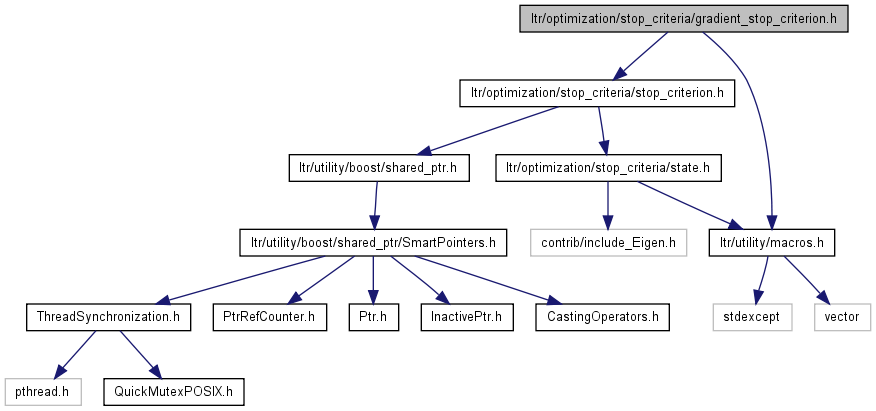 ltr/optimization/stop_criteria/gradient_stop_criterion.h
ltr/optimization/stop_criteria/stop_criterion.h
ltr/utility/boost/shared_ptr.h
ltr/optimization/stop_criteria/state.h
ltr/utility/boost/shared_ptr/SmartPointers.h
contrib/include_Eigen.h
ltr/utility/macros.h
ThreadSynchronization.h
PtrRefCounter.h
Ptr.h
InactivePtr.h
CastingOperators.h
stdexcept
vector
pthread.h
QuickMutexPOSIX.h